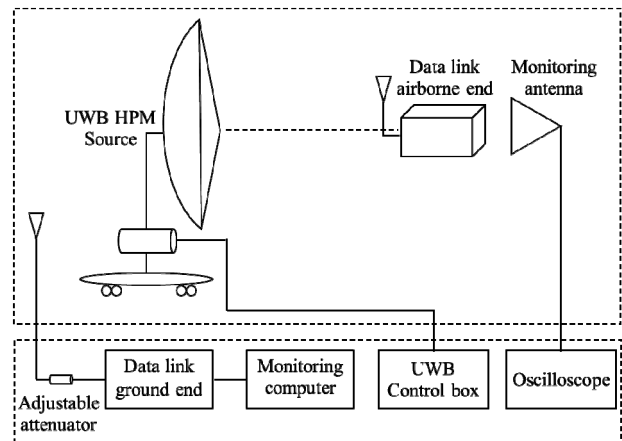 Data link
airborne end
Monitoring
antenna
UWB HPM
Source
Data link
ground end
Monitoring
computer
UWB
Control box
Oscilloscope
Adjustable
attenuator